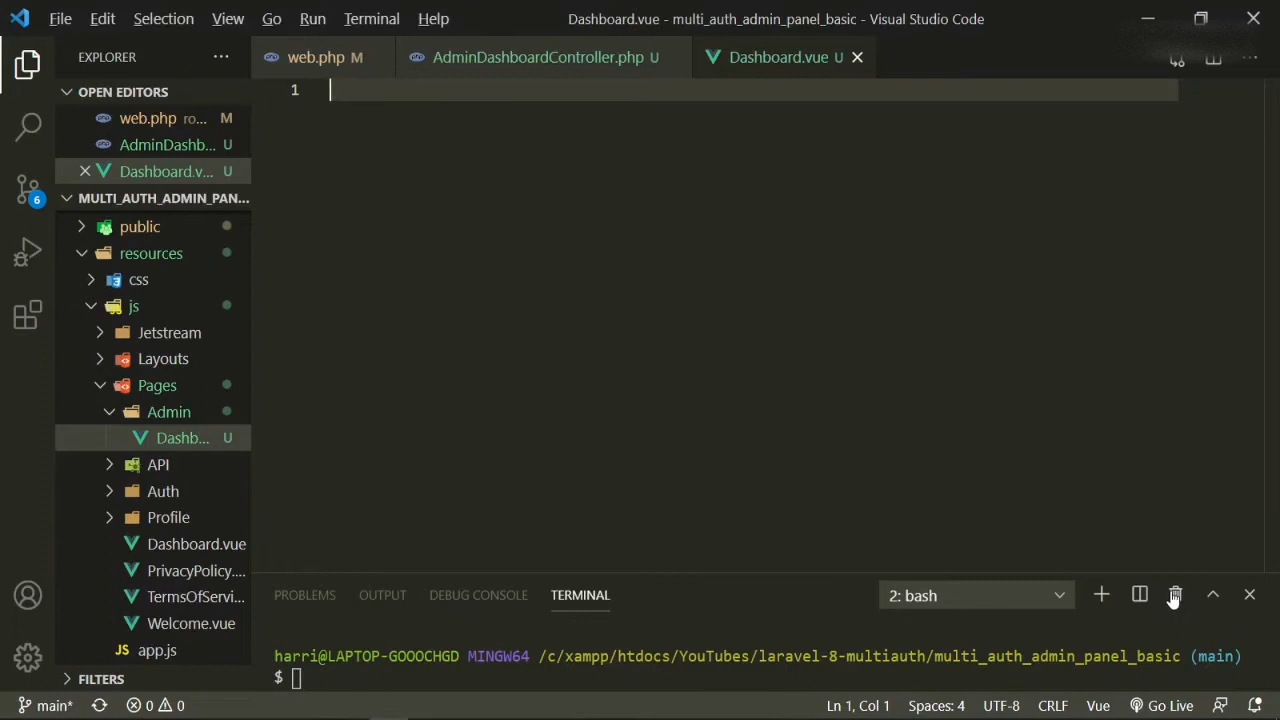 File Edit Selection View Go Run Terminal Help Dashboard.vue - multi_auth_admin_panel_basic - Visual Studio Code
EXPLORER
web.php M
AdminDashboardController.php U
Dashboard.vue U
OPEN EDITORS
web.php ro... M
AdminDashb... U
Dashboard.v... U
MULTI_AUTH_ADMIN_PAN...
public
resources
css
js
Jetstream
Layouts
Pages
Admin
Dashb... U
API
Auth
Profile
Dashboard.vue
PrivacyPolicy....
TermsOfServi...
Welcome.vue
JS app.js
FILTERS
1
6
PROBLEMS OUTPUT DEBUG CONSOLE TERMINAL 2: bash
harri@LAPTOP-GOOOCHGD MINGW64 /c/xampp/htdocs/YouTubes/laravel-8-multiauth/multi_auth_admin_panel_basic (main)
$
main* 0 0 Ln 1, Col 1 Spaces: 4 UTF-8 CRLF Vue Go Live